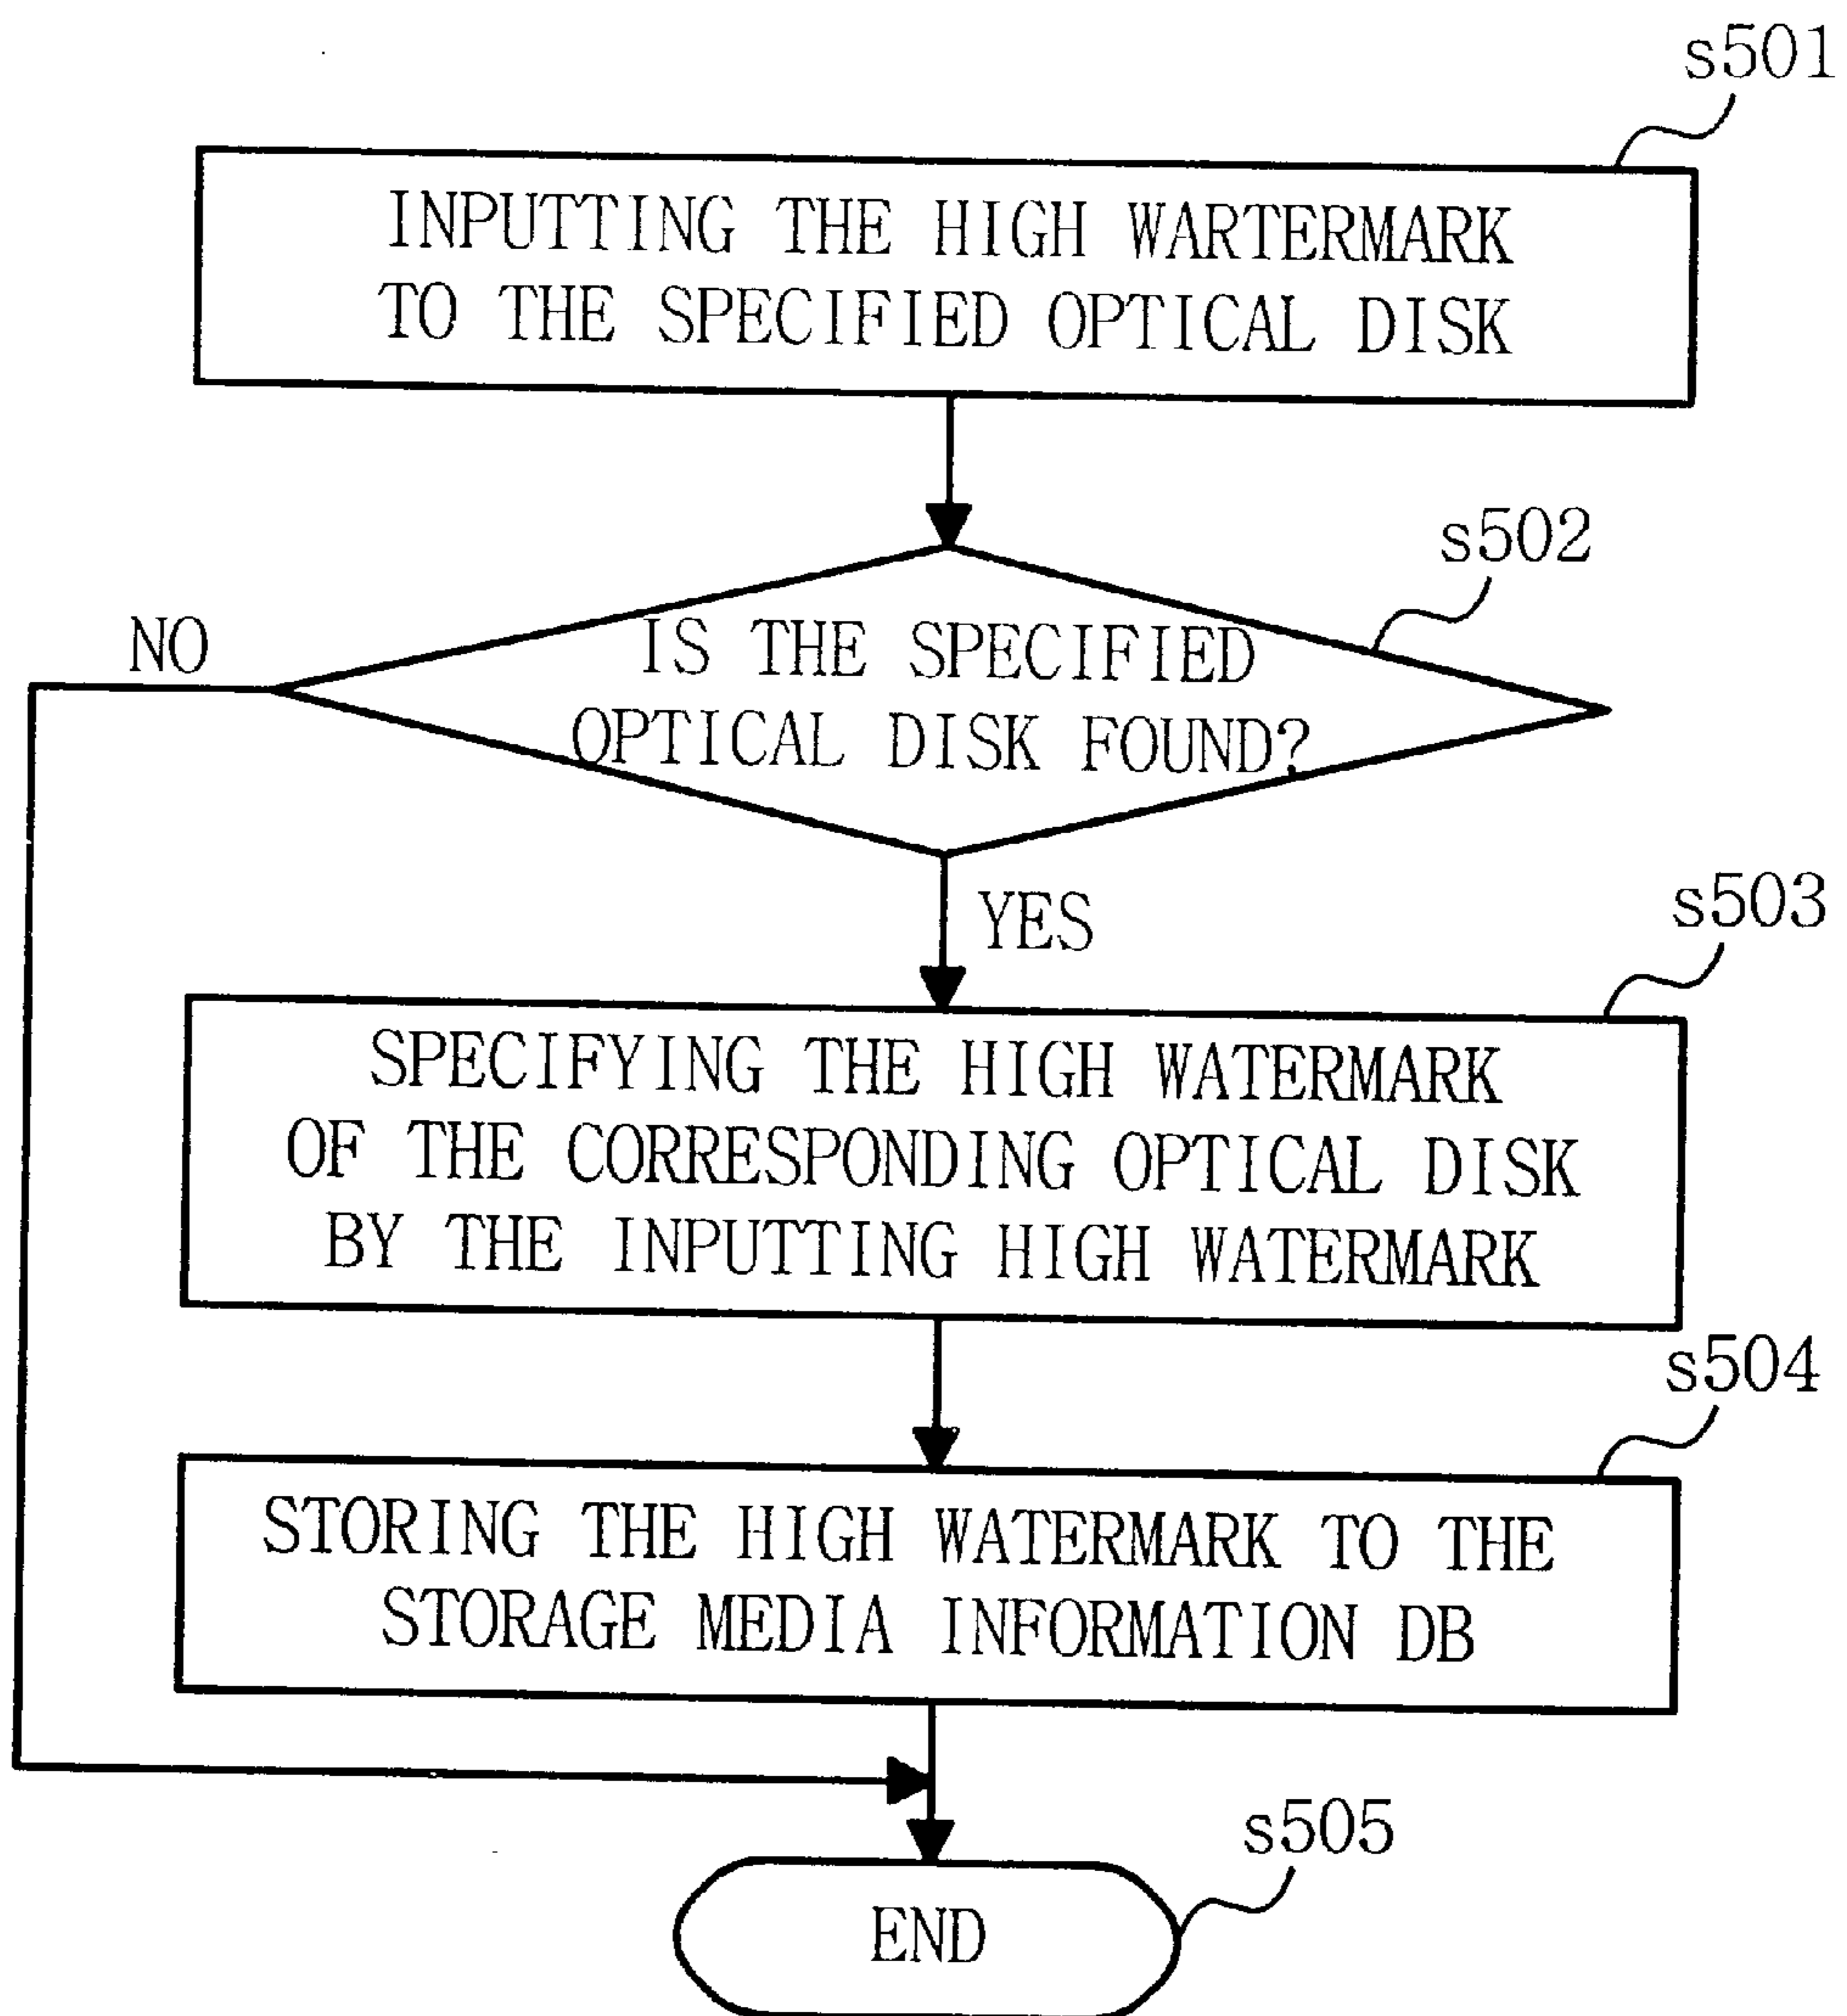 s501
INPUTTING THE HIGH WARTERMARK
TO THE SPECIFIED OPTICAL DISK
s502
NO
IS THE SPECIFIED
OPTICAL DISK FOUND?
YES
s503
SPECIFYING THE HIGH WATERMARK
OF THE CORRESPONDING OPTICAL DISK
BY THE INPUTTING HIGH WATERMARK
s504
STORING THE HIGH WATERMARK TO THE
STORAGE MEDIA INFORMATION DB
s505
END